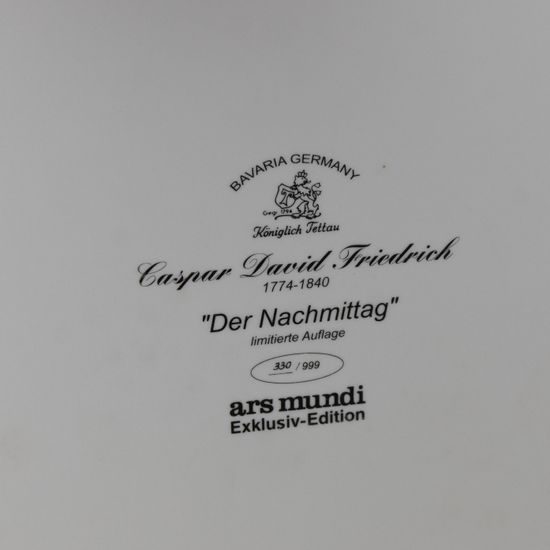 BAVARIA GERMANY
Königlich Tettau
Caspar David Friedrich
1774-1840
"Der Nachmittag"
limitierte Auflage
330 / 999
ars mundi
Exklusiv-Edition